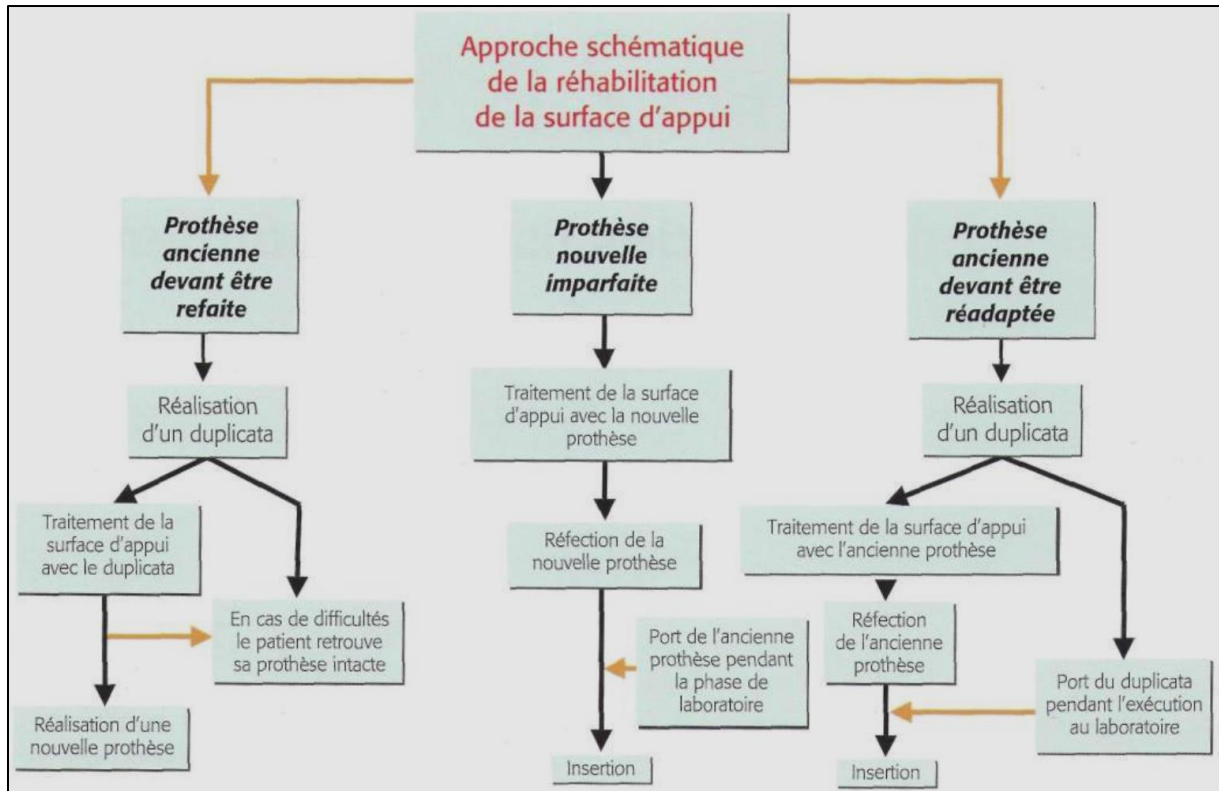 Approche schématique
de la réhabilitation
de la surface d'appui
Prothèse
ancienne
devant être
refaite
Réalisation
d'un duplicata
Traitement de la
surface d'appui
avec le duplicata
En cas de difficultés
le patient retrouve
sa prothèse intacte
Réalisation d'une
nouvelle prothèse
Prothèse
nouvelle
imparfaite
Traitement de la surface
d'appui avec la nouvelle
prothèse
Réfection de la
nouvelle prothèse
Port de l'ancienne
prothèse pendant
la phase de
laboratoire
Insertion
Prothèse
ancienne
devant être
réadaptée
Réalisation
d'un duplicata
Traitement de la surface d'appui
avec l'ancienne prothèse
Réfection
de l'ancienne
prothèse
Port du duplicata
pendant l'exécution
au laboratoire
Insertion